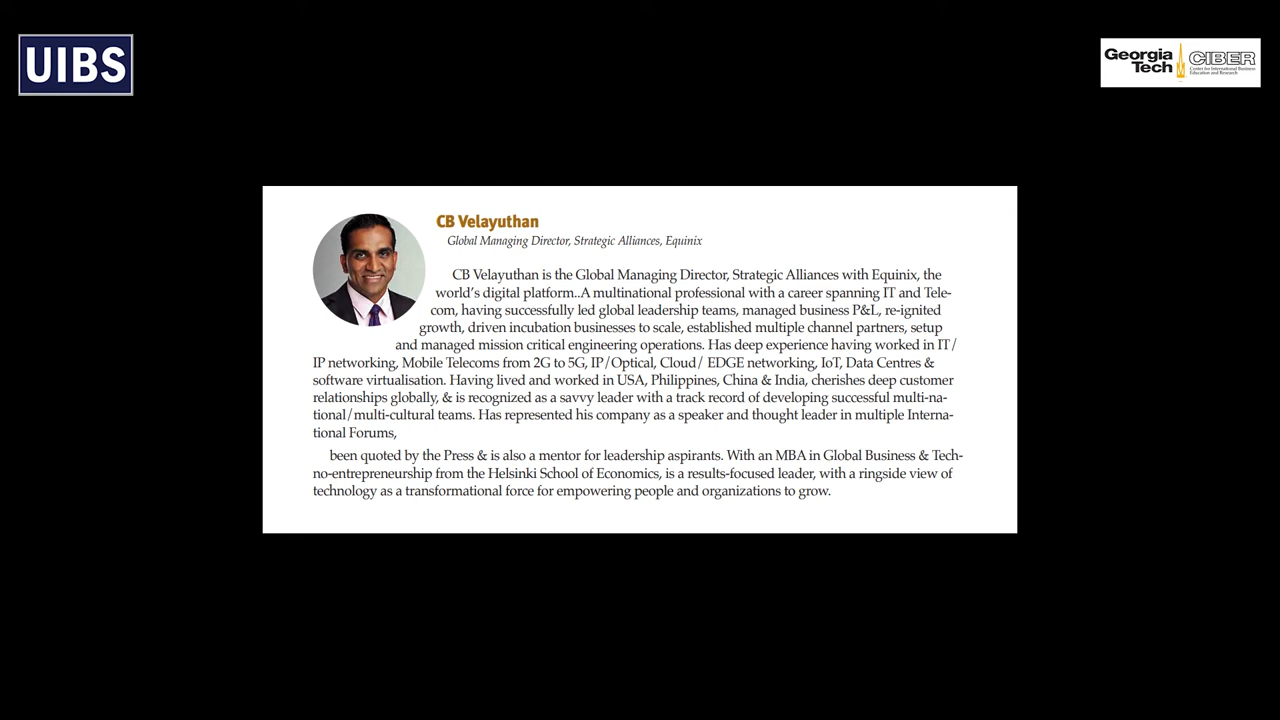 UIBS
Georgia
Tech
CIBER
Center for International Business
Education and Research
CB Velayuthan
Global Managing Director, Strategic Alliances, Equinix
CB Velayuthan is the Global Managing Director, Strategic Alliances with Equinix, the
world's digital platform..A multinational professional with a career spanning IT and Tele-
com, having successfully led global leadership teams, managed business P&L, re-ignited
growth, driven incubation businesses to scale, established multiple channel partners, setup
and managed mission critical engineering operations. Has deep experience having worked in IT/
IP networking, Mobile Telecoms from 2G to 5G, IP/Optical, Cloud/ EDGE networking, IoT, Data Centres &
software virtualisation. Having lived and worked in USA, Philippines, China & India, cherishes deep customer
relationships globally, & is recognized as a savvy leader with a track record of developing successful multi-na-
tional/multi-cultural teams. Has represented his company as a speaker and thought leader in multiple Interna-
tional Forums,
been quoted by the Press & is also a mentor for leadership aspirants. With an MBA in Global Business & Tech-
no-entrepreneurship from the Helsinki School of Economics, is a results-focused leader, with a ringside view of
technology as a transformational force for empowering people and organizations to grow.